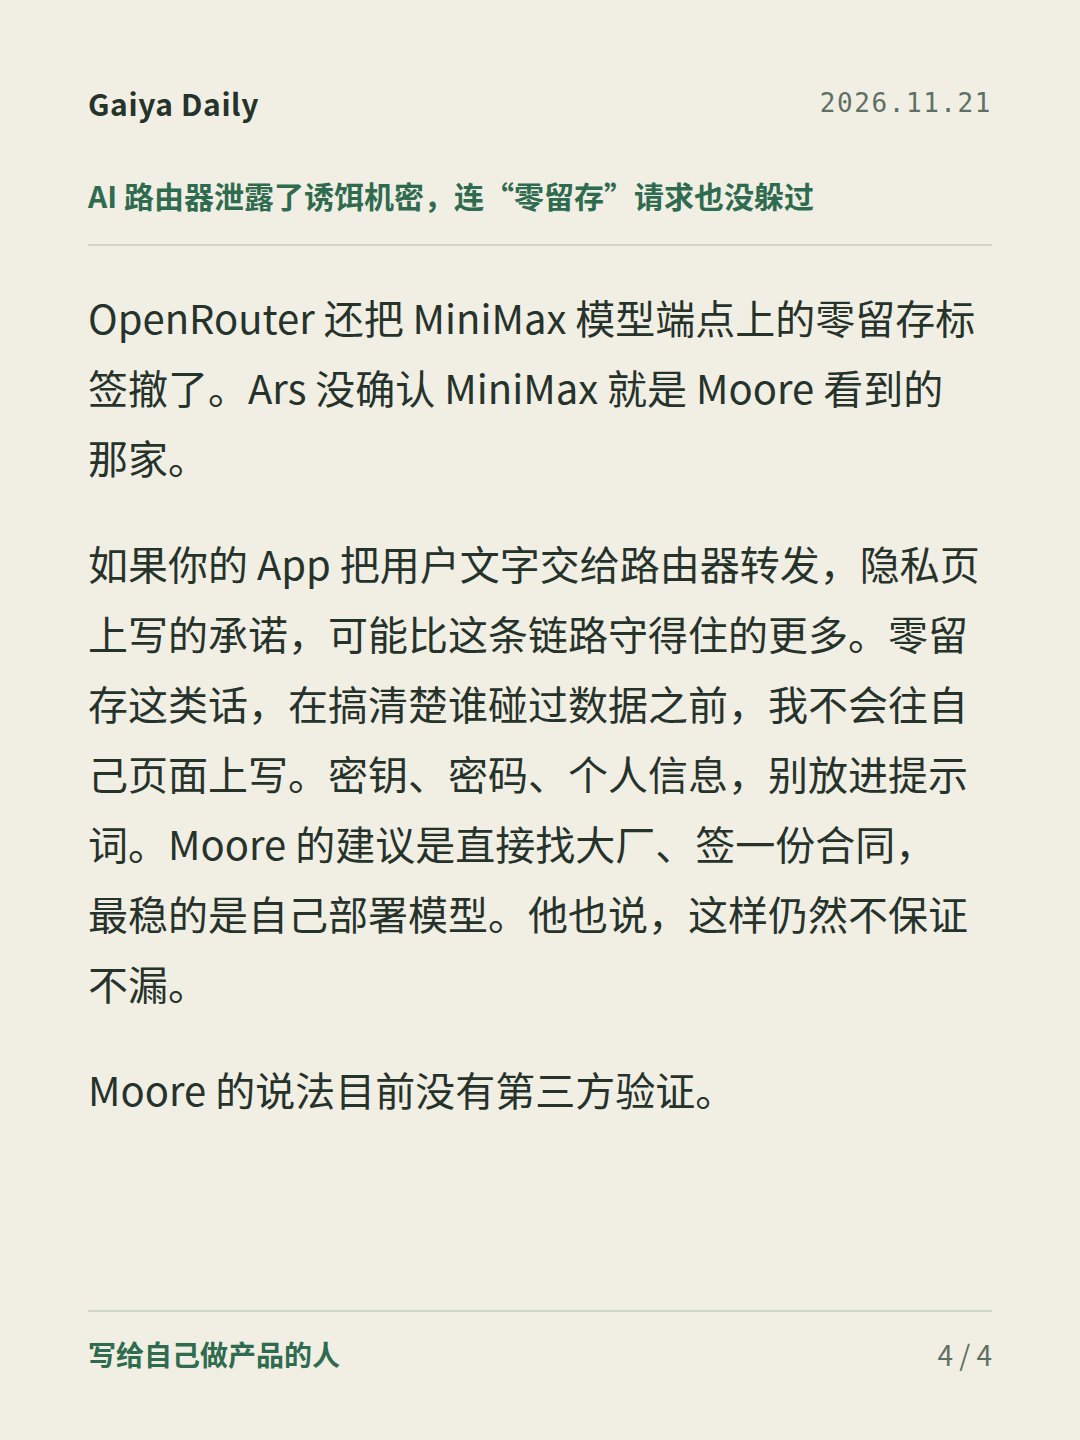 Gaiya Daily
2026.11.21
AI 路由器泄露了诱饵机密，连“零留存”请求也没躲过
OpenRouter 还把 MiniMax 模型端点上的零留存标
签撤了。Ars 没确认 MiniMax 就是 Moore 看到的
那家。
如果你的 App 把用户文字交给路由器转发，隐私页
上写的承诺，可能比这条链路守得住的更多。零留
存这类话，在搞清楚谁碰过数据之前，我不会往自
己页面上写。密钥、密码、个人信息，别放进提示
词。Moore 的建议是直接找大厂、签一份合同，
最稳的是自己部署模型。他也说，这样仍然不保证
不漏。
Moore 的说法目前没有第三方验证。
写给自己做产品的人
4 / 4